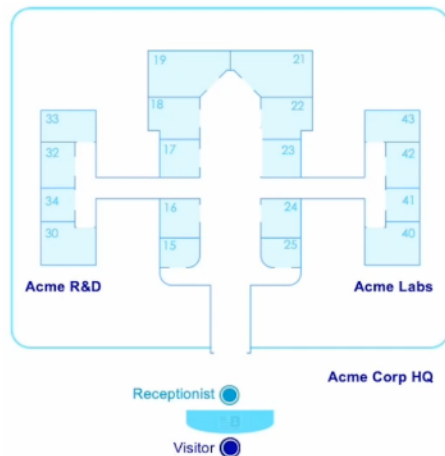 19 21
18 22
33 43
17 23
32 42
34 16 24 41
30 15 25 40
Acme R&D Acme Labs
Acme Corp HQ
Receptionist
Visitor